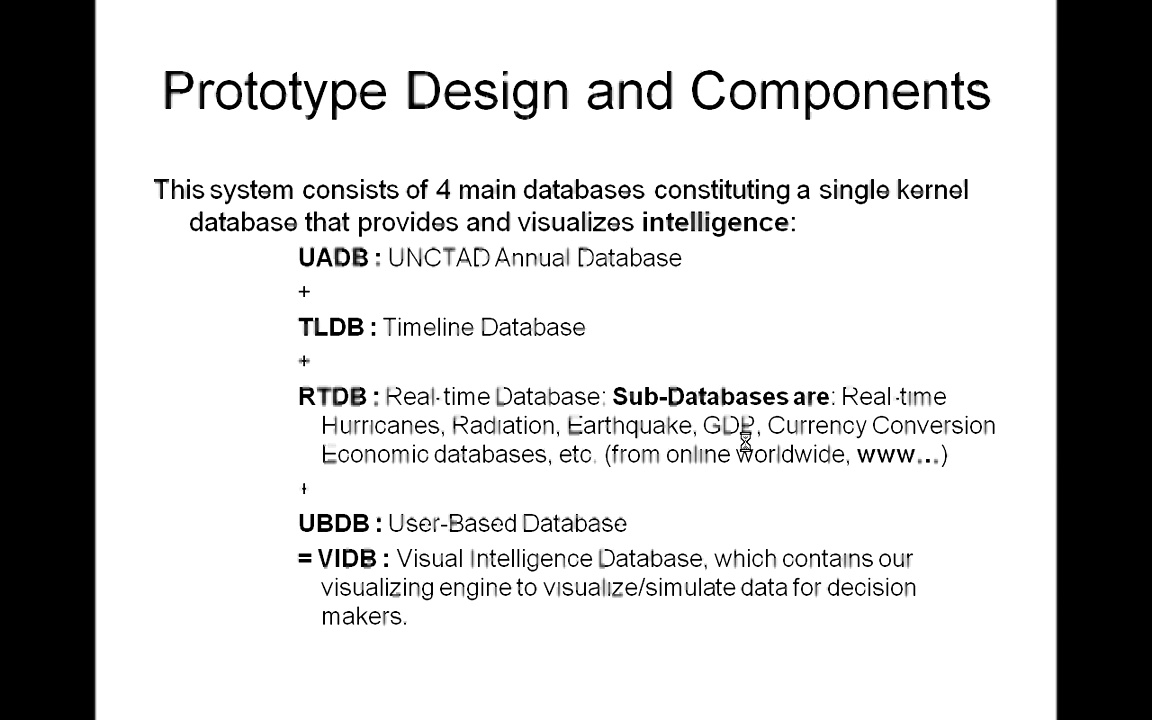 Prototype Design and Components
This system consists of 4 main databases constituting a single kernel
database that provides and visualizes intelligence:
UADB : UNCTAD Annual Database
+
TLDB : Timeline Database
+
RTDB : Real-time Database: Sub-Databases are: Real-time
Hurricanes, Radiation, Earthquake, GDP, Currency Conversion
Economic databases, etc. (from online worldwide, www...)
+
UBDB : User-Based Database
= VIDB : Visual Intelligence Database, which contains our
visualizing engine to visualize/simulate data for decision
makers.